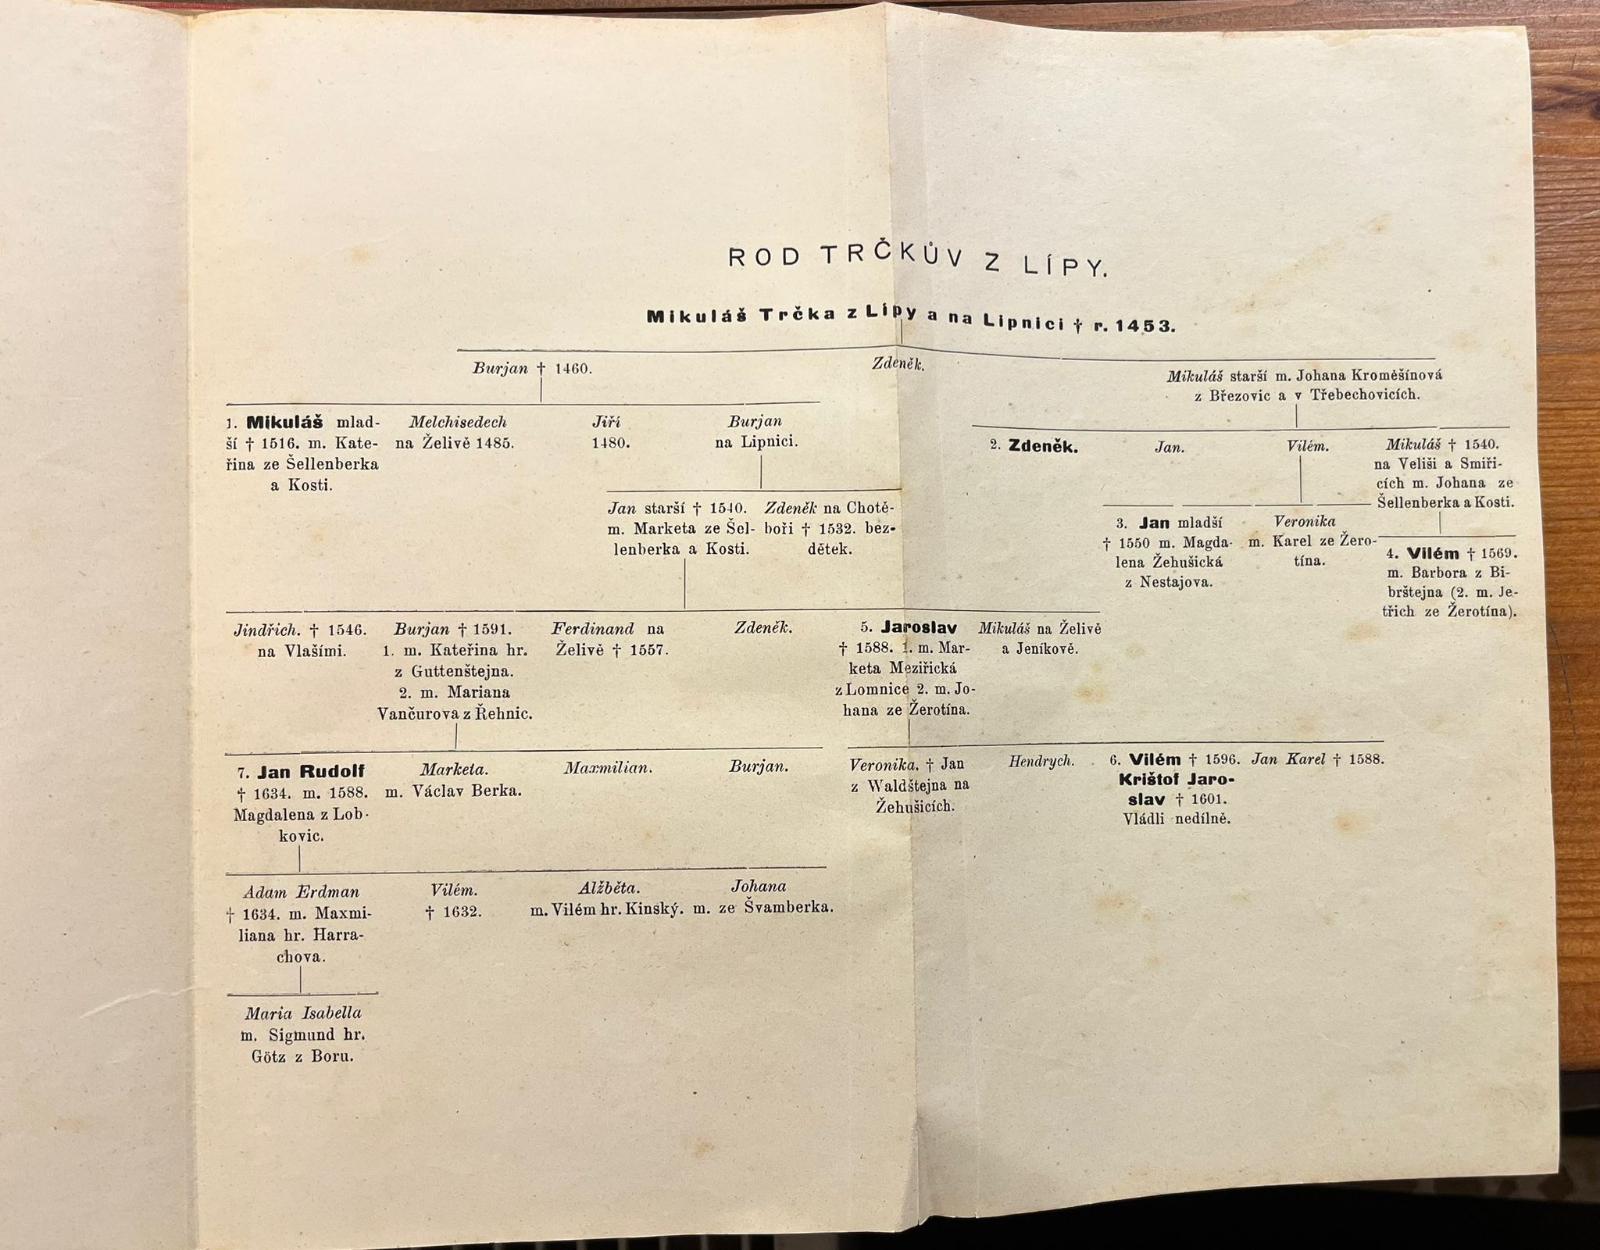 ROD TRČKŮV Z LÍPY.
Mikuláš Trčka z Lípy a na Lipnici † r. 1453.
Burjan † 1460.
Zdeněk.
Mikuláš starší m. Johana Kroměšínová
z Březovic a v Třebechovicích.
1. Mikuláš mlad-
ší † 1516. m. Kate-
řina ze Šellenberka
a Kosti.
Melchisedech
na Želivě 1485.
Jiří
1480.
Burjan
na Lipnici.
2. Zdeněk.
Jan.
Vilém.
Mikuláš † 1540.
na Veliši a Smiři-
cích m. Johana ze
Šellenberka a Kosti.
Jan starší † 1540.
m. Marketa ze Šel-
lenberka a Kosti.
Zdeněk na Chotě-
boři † 1532. bez-
dětek.
3. Jan mladší
† 1550 m. Magda-
lena Žehušická
z Nestajova.
Veronika
m. Karel ze Žero-
tína.
4. Vilém † 1569.
m. Barbora z Bi-
brštejna (2. m. Je-
třich ze Žerotína).
Jindřich. † 1546.
na Vlašími.
Burjan † 1591.
1. m. Kateřina hr.
z Guttenštejna.
2. m. Mariana
Vančurova z Řehnic.
Ferdinand na
Želivě † 1557.
Zdeněk.
5. Jaroslav
† 1588. 1. m. Mar-
keta Meziřická
z Lomnice 2. m. Jo-
hana ze Žerotína.
Mikuláš na Želivě
a Jeníkově.
7. Jan Rudolf
† 1634. m. 1588.
Magdalena z Lob-
kovic.
Marketa.
m. Václav Berka.
Maxmilian.
Burjan.
Veronika. † Jan
z Waldštejna na
Žehušicích.
Hendrych.
6. Vilém † 1596.
Krištof Jaro-
slav † 1601.
Vládli nedílně.
Jan Karel † 1588.
Adam Erdman
† 1634. m. Maxmi-
liana hr. Harra-
chova.
Vilém.
† 1632.
Alžběta.
m. Vilém hr. Kinský.
Johana
m. ze Švamberka.
Maria Isabella
m. Sigmund hr.
Götz z Boru.